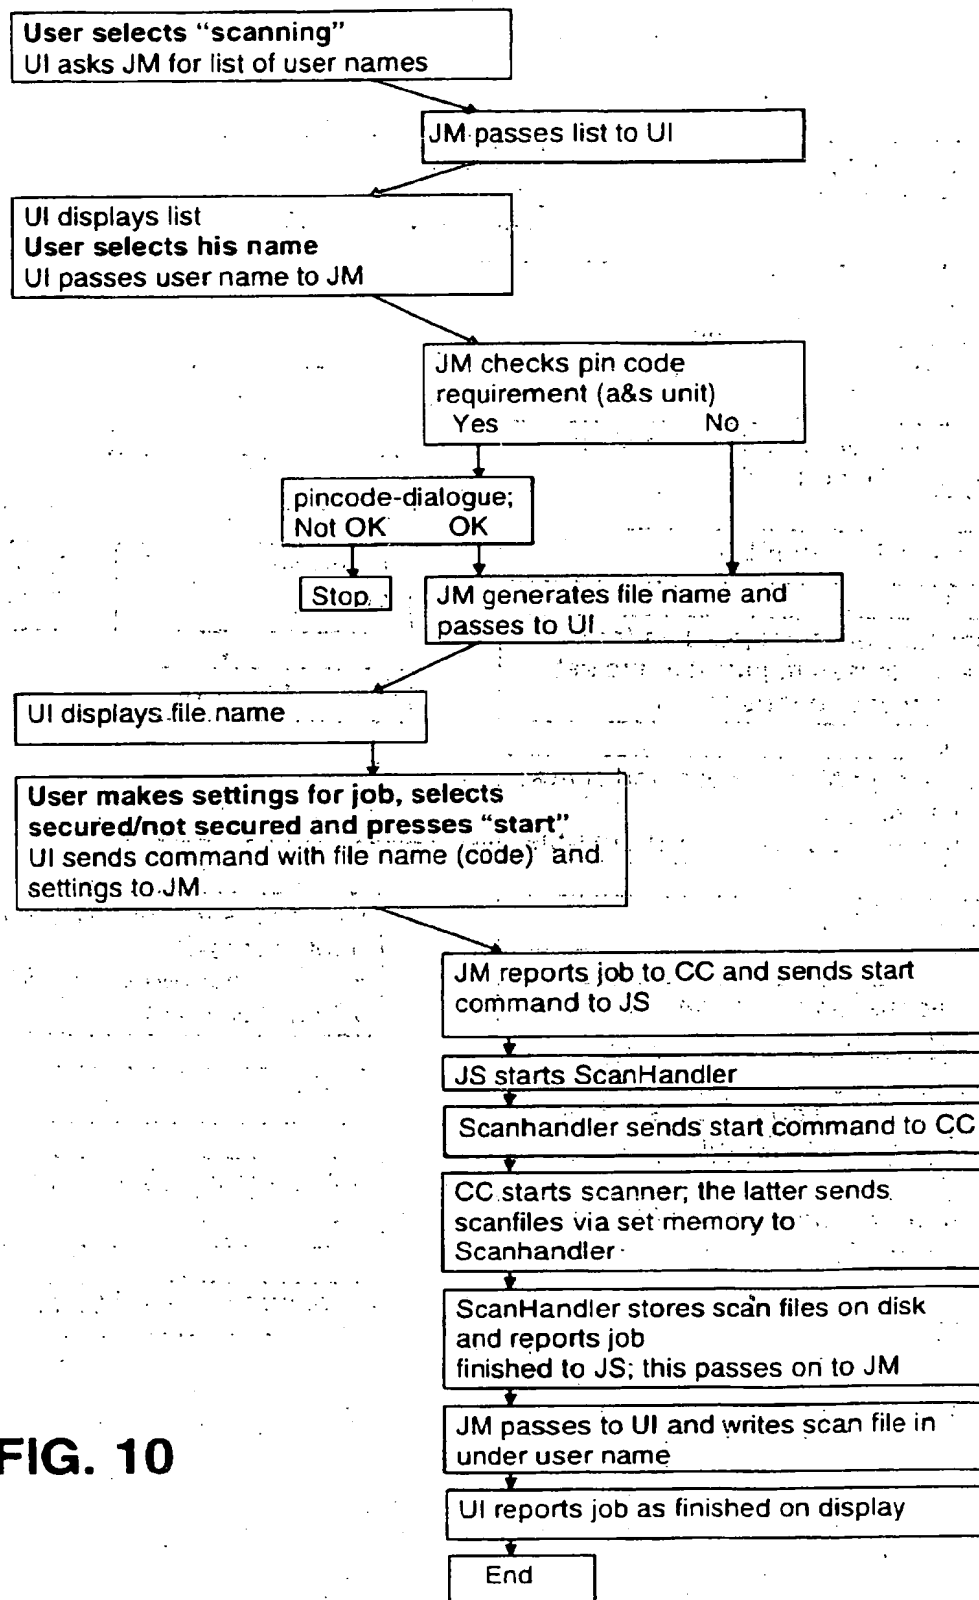 User selects “scanning”
UI asks JM for list of user names
JM passes list to UI
UI displays list
User selects his name
UI passes user name to JM
JM checks pin code
requirement (a&s unit)
Yes No
pincode-dialogue;
Not OK OK
Stop
JM generates file name and
passes to UI
UI displays file name
User makes settings for job, selects
secured/not secured and presses “start”
UI sends command with file name (code) and
settings to JM
JM reports job to CC and sends start
command to JS
JS starts ScanHandler
Scanhandler sends start command to CC
CC starts scanner; the latter sends
scanfiles via set memory to
Scanhandler
ScanHandler stores scan files on disk
and reports job
finished to JS; this passes on to JM
JM passes to UI and writes scan file in
under user name
UI reports job as finished on display
End
FIG. 10